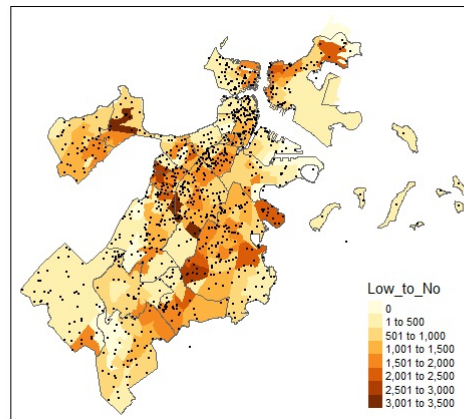 Low_to_No
0
1 to 500
501 to 1,000
1,001 to 1,500
1,501 to 2,000
2,001 to 2,500
2,501 to 3,000
3,001 to 3,500